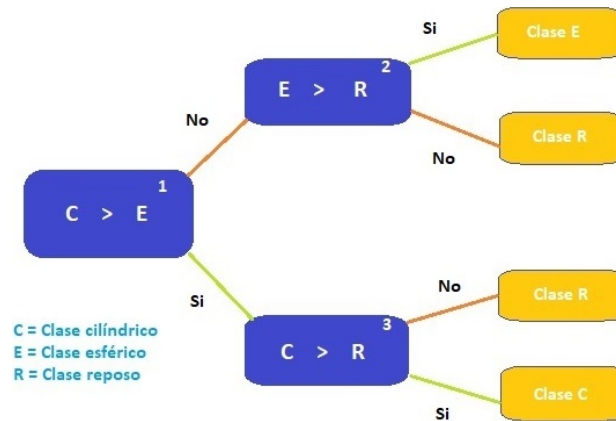 Si
Clase E
2
E > R
No
Clase R
No
1
C > E
Si
No
Clase R
3
C > R
Si
Clase C
C = Clase cilíndrico
E = Clase esférico
R = Clase reposo